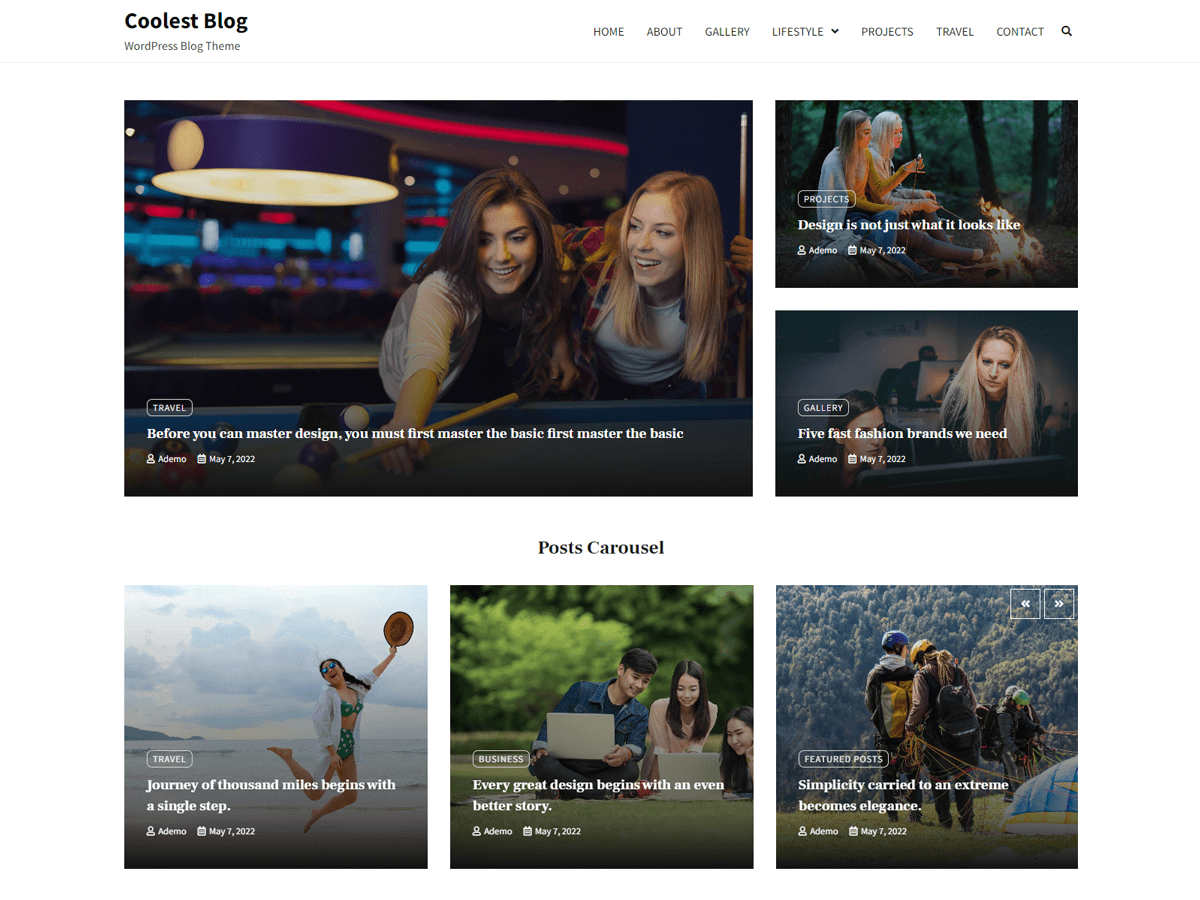 Coolest Blog
WordPress Blog Theme
HOME ABOUT GALLERY LIFESTYLE PROJECTS TRAVEL CONTACT
TRAVEL
Before you can master design, you must first master the basic first master the basic
Ademo May 7, 2022
PROJECTS
Design is not just what it looks like
Ademo May 7, 2022
GALLERY
Five fast fashion brands we need
Ademo May 7, 2022
Posts Carousel
TRAVEL
Journey of thousand miles begins with
a single step.
Ademo May 7, 2022
BUSINESS
Every great design begins with an even
better story.
Ademo May 7, 2022
« »
FEATURED POSTS
Simplicity carried to an extreme
becomes elegance.
Ademo May 7, 2022